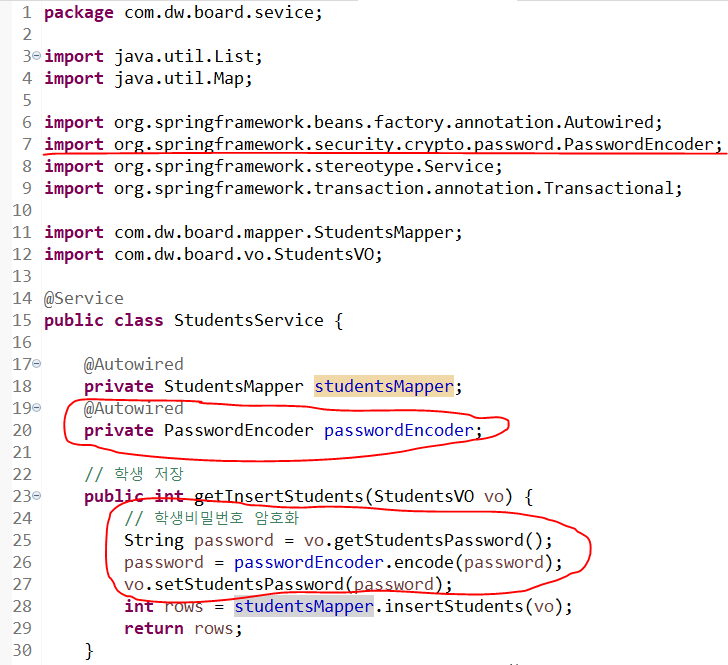 1 package com.dw.board.sevice;
2
3 import java.util.List;
4 import java.util.Map;
5
6 import org.springframework.beans.factory.annotation.Autowired;
7 import org.springframework.security.crypto.password.PasswordEncoder;
8 import org.springframework.stereotype.Service;
9 import org.springframework.transaction.annotation.Transactional;
10
11 import com.dw.board.mapper.StudentsMapper;
12 import com.dw.board.vo.StudentsVO;
13
14 @Service
15 public class StudentsService {
16
17 @Autowired
18 private StudentsMapper studentsMapper;
19 @Autowired
20 private PasswordEncoder passwordEncoder;
21
22 // 학생 저장
23 public int getInsertStudents(StudentsVO vo) {
24 // 학생비밀번호 암호화
25 String password = vo.getStudentsPassword();
26 password = passwordEncoder.encode(password);
27 vo.setStudentsPassword(password);
28 int rows = studentsMapper.insertStudents(vo);
29 return rows;
30 }